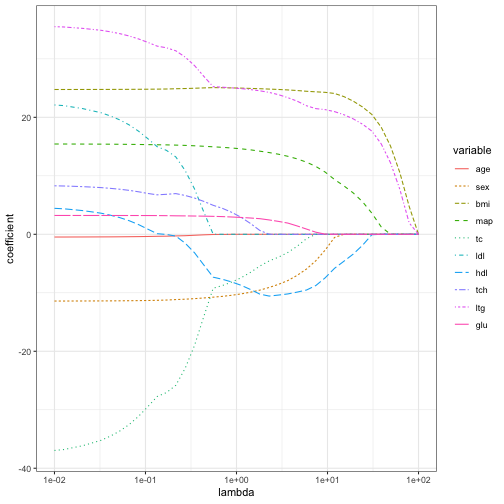 20
0
-20
-40
coefficient
1e-02
1e-01
1e+00
1e+01
1e+02
lambda
variable
age
sex
bmi
map
tc
ldl
hdl
tch
ltg
glu